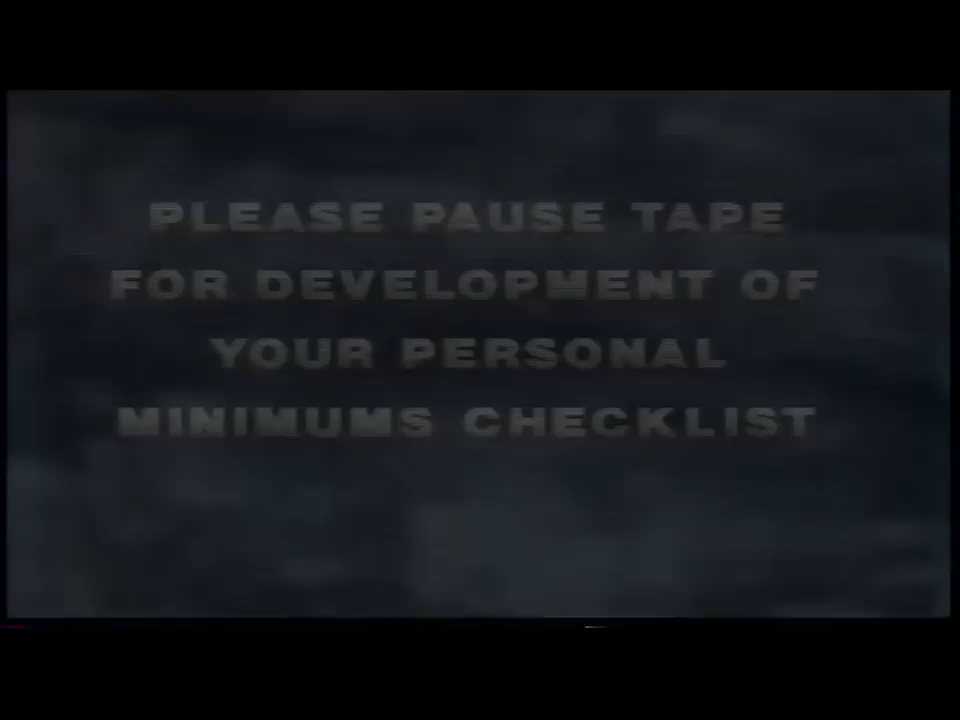 PLEASE PAUSE TAPE
FOR DEVELOPMENT OF
YOUR PERSONAL
MINIMUMS CHECKLIST